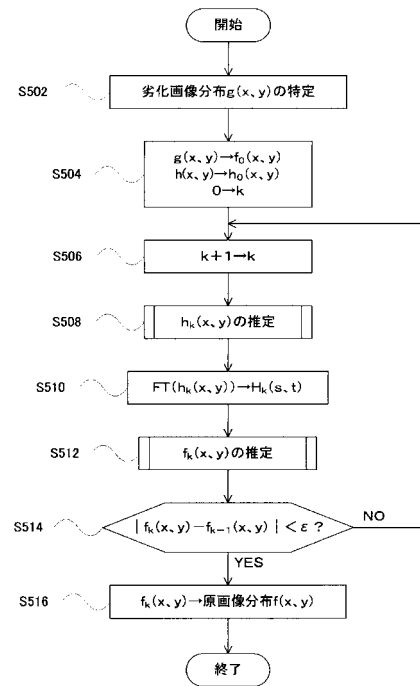 開始
S502
劣化画像分布g(x、y)の特定
S504
g(x、y)→f₀(x、y)
h(x、y)→h₀(x、y)
0→k
S506
k+1→k
S508
hₖ(x、y)の推定
S510
FT(hₖ(x、y))→Hₖ(s、t)
S512
fₖ(x、y)の推定
S514
|fₖ(x、y)−fₖ₋₁(x、y)|<ε?
NO
YES
S516
fₖ(x、y)→原画像分布f(x、y)
終了